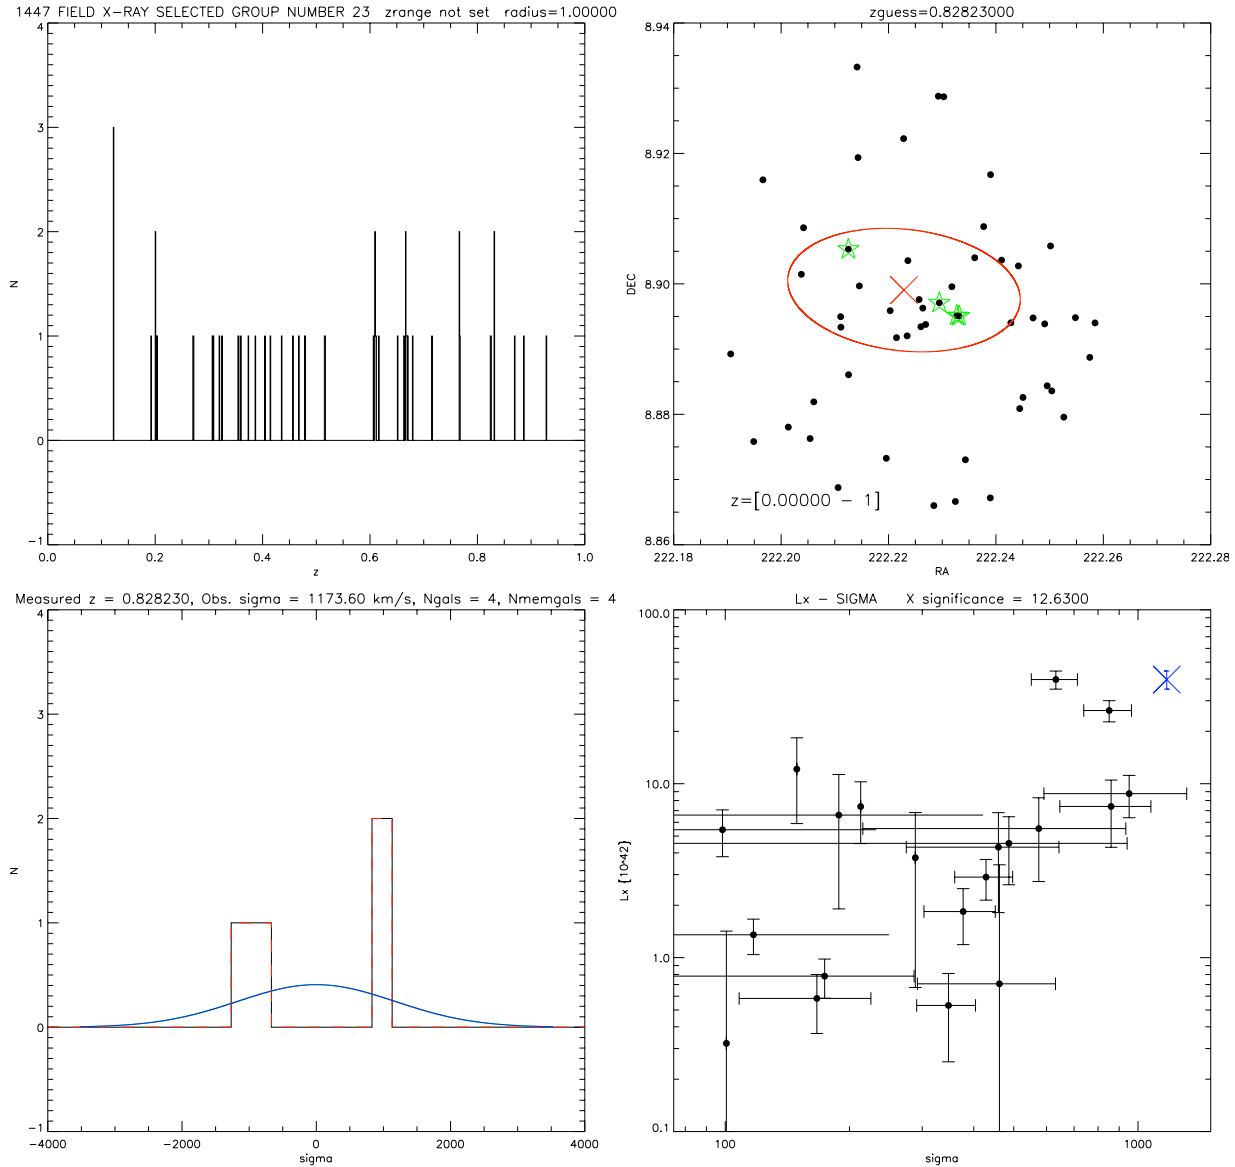 1447 FIELD X-RAY SELECTED GROUP NUMBER 23 zrange not set radius=1.00000
4
3
2
1
0
-1
N
0.0 0.2 0.4 0.6 0.8 1.0
z
zguess=0.82823000
8.94
8.92
8.90
8.88
8.86
DEC
z=[0.00000 - 1]
222.18 222.20 222.22 222.24 222.26 222.28
RA
Measured z = 0.828230, Obs. sigma = 1173.60 km/s, Ngals = 4, Nmemgals = 4
4
3
2
1
0
-1
N
-4000 -2000 0 2000 4000
sigma
Lx - SIGMA X significance = 12.6300
100.0
10.0
1.0
0.1
Lx [10^42]
100 1000
sigma